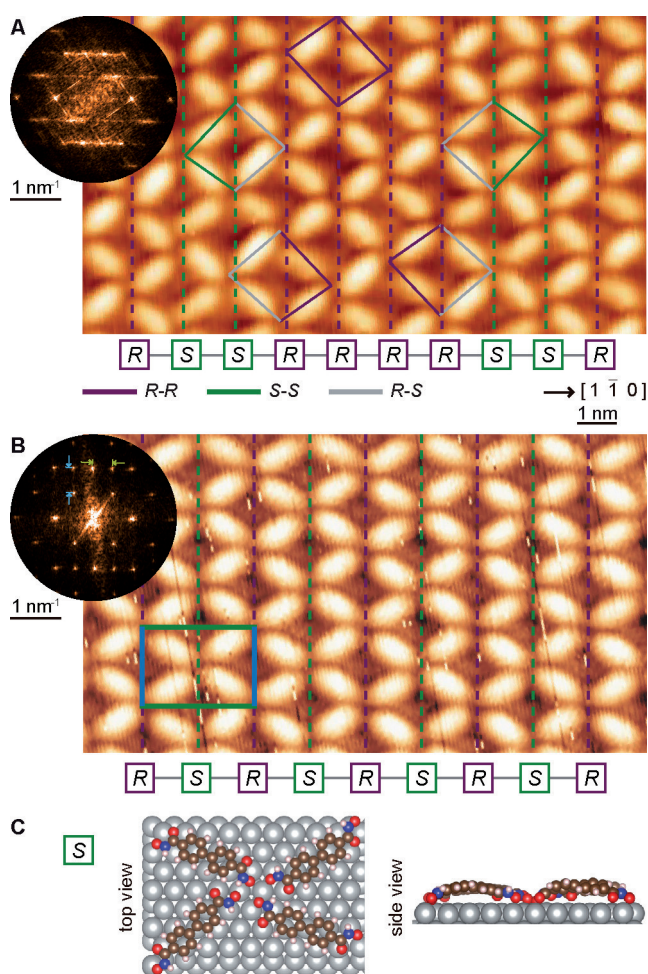 A
1 nm⁻¹
R S S R R R R S S R
R-R S-S R-S → [ 1 1̄ 0 ]
1 nm
B
1 nm⁻¹
R S R S R S R S R
C
S
top view
side view